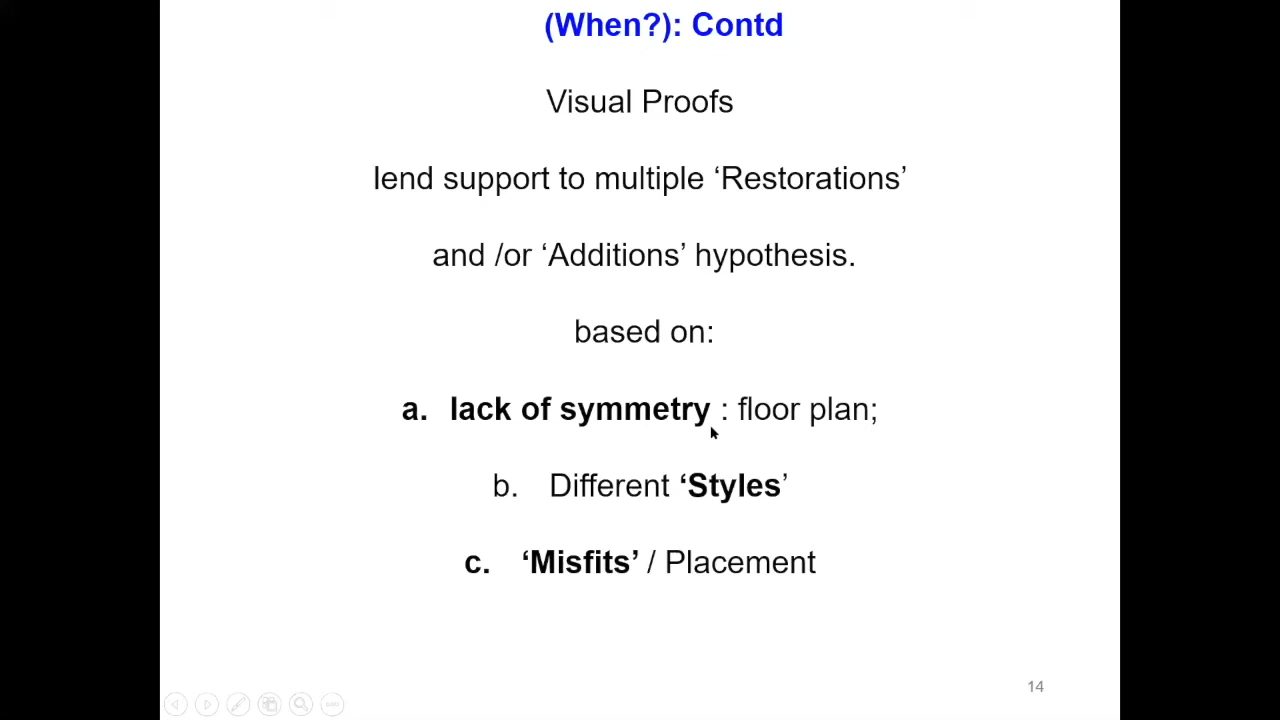 (When?): Contd
Visual Proofs
lend support to multiple ‘Restorations’
and /or ‘Additions’ hypothesis.
based on:
a. lack of symmetry : floor plan;
b. Different ‘Styles’
c. ‘Misfits’ / Placement
14